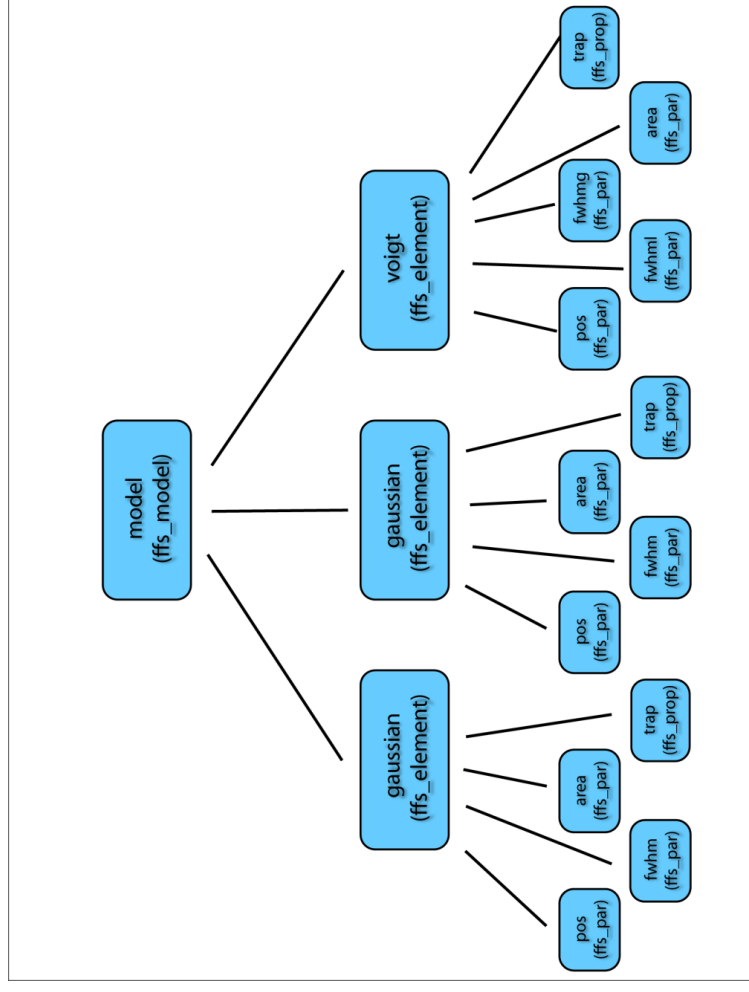 model
(ffs_model)
gaussian
(ffs_element)
gaussian
(ffs_element)
voigt
(ffs_element)
pos
(ffs_par)
fwhm
(ffs_par)
area
(ffs_par)
trap
(ffs_prop)
pos
(ffs_par)
fwhm
(ffs_par)
area
(ffs_par)
trap
(ffs_prop)
pos
(ffs_par)
fwhml
(ffs_par)
fwhmg
(ffs_par)
area
(ffs_par)
trap
(ffs_prop)